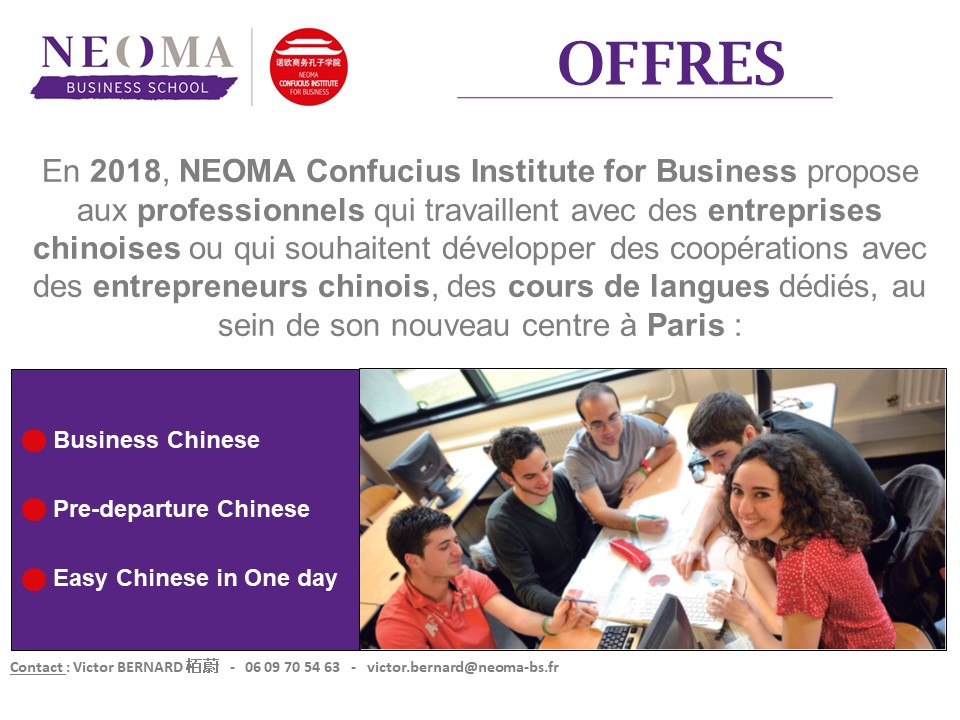 NEOMA
BUSINESS SCHOOL
诺欧商务孔子学院
NEOMA
CONFUCIUS INSTITUTE
FOR BUSINESS
OFFRES
En 2018, NEOMA Confucius Institute for Business propose
aux professionnels qui travaillent avec des entreprises
chinoises ou qui souhaitent développer des coopérations avec
des entrepreneurs chinois, des cours de langues dédiés, au
sein de son nouveau centre à Paris :
Business Chinese
Pre-departure Chinese
Easy Chinese in One day
Contact : Victor BERNARD 栢蔚 - 06 09 70 54 63 - victor.bernard@neoma-bs.fr